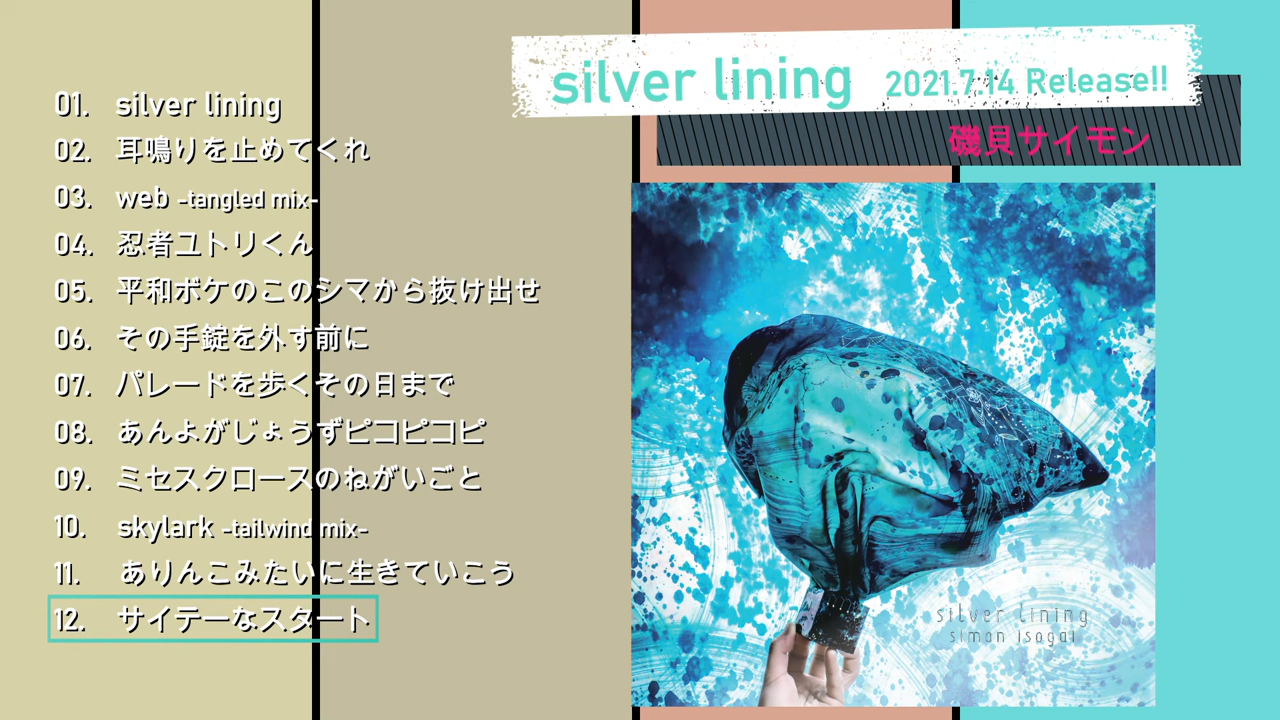 silver lining 2021.7.14 Release!!
磯貝サイモン
01. silver lining
02. 耳鳴りを止めてくれ
03. web -tangled mix-
04. 忍者ユトリくん
05. 平和ボケのこのシマから抜け出せ
06. その手錠を外す前に
07. パレードを歩くその日まで
08. あんよがじょうずピコピコピ
09. ミセスクロースのねがいごと
10. skylark -tailwind mix-
11. ありんこみたいに生きていこう
12. サイテーなスタート
silver lining
simon isogai